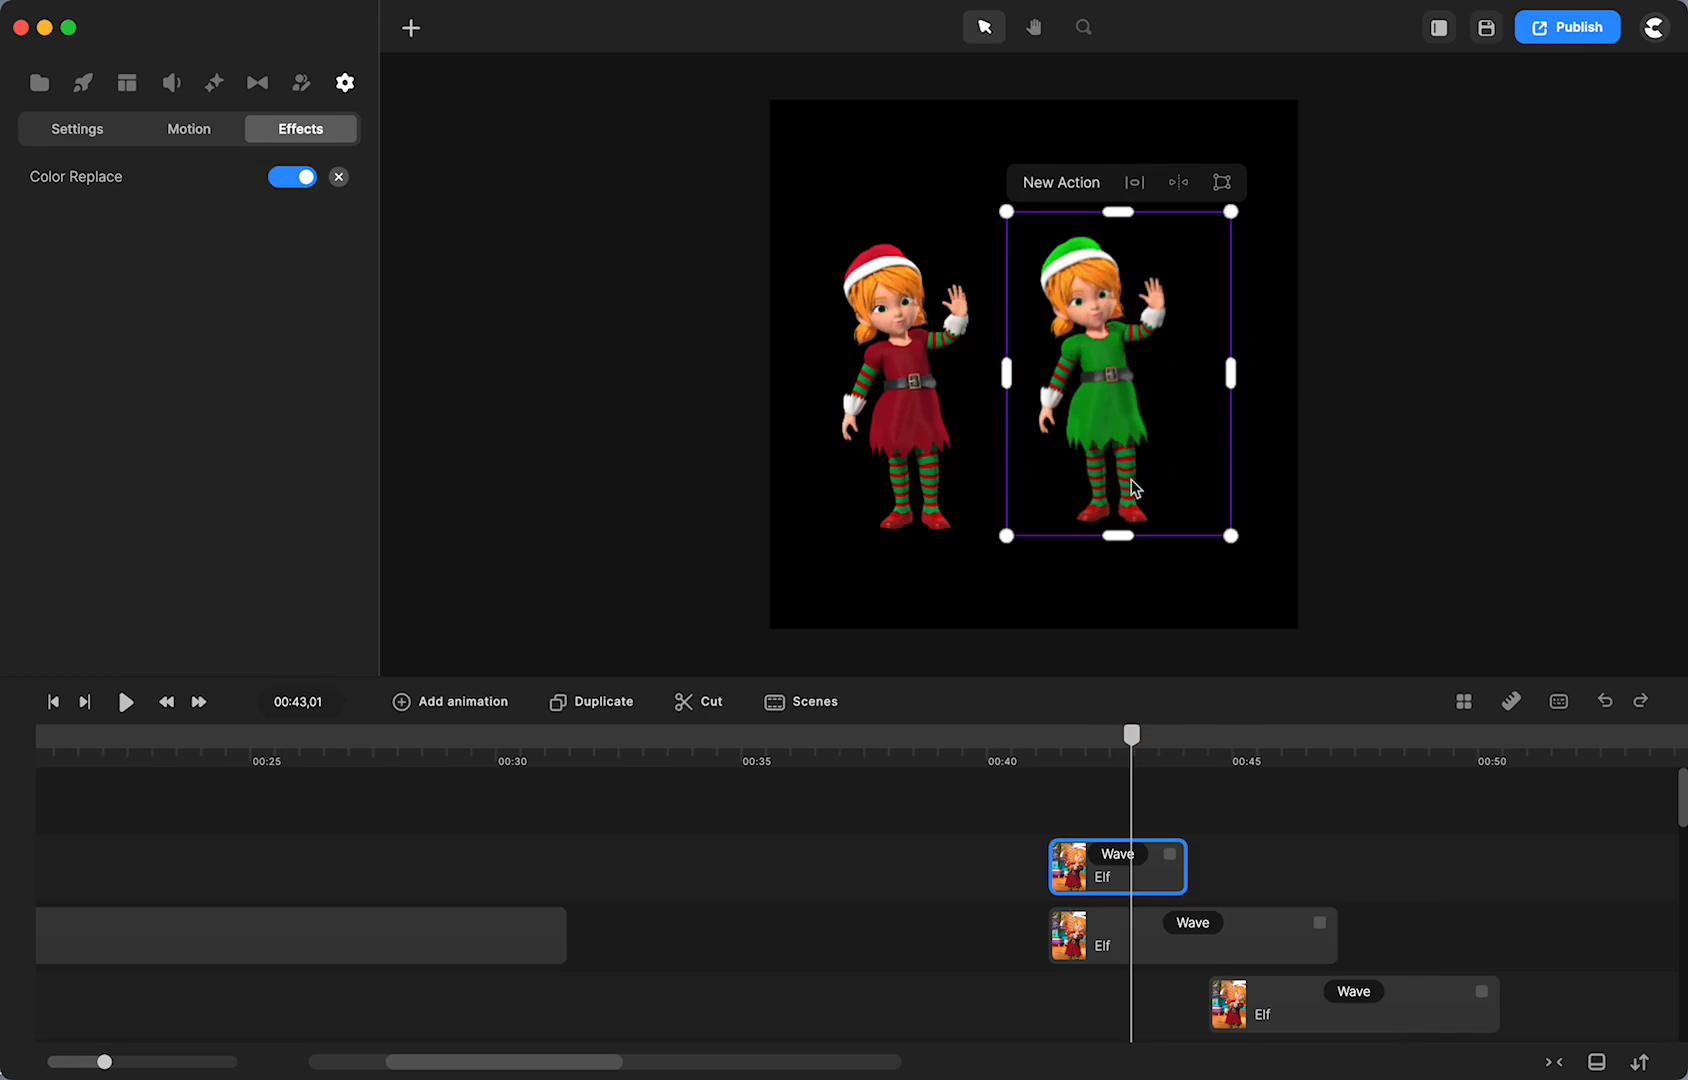 Publish
Settings
Motion
Effects
Color Replace
New Action
00:43,01
Add animation
Duplicate
Cut
Scenes
00:25
00:30
00:35
00:40
00:45
00:50
Wave
Elf
Wave
Elf
Wave
Elf